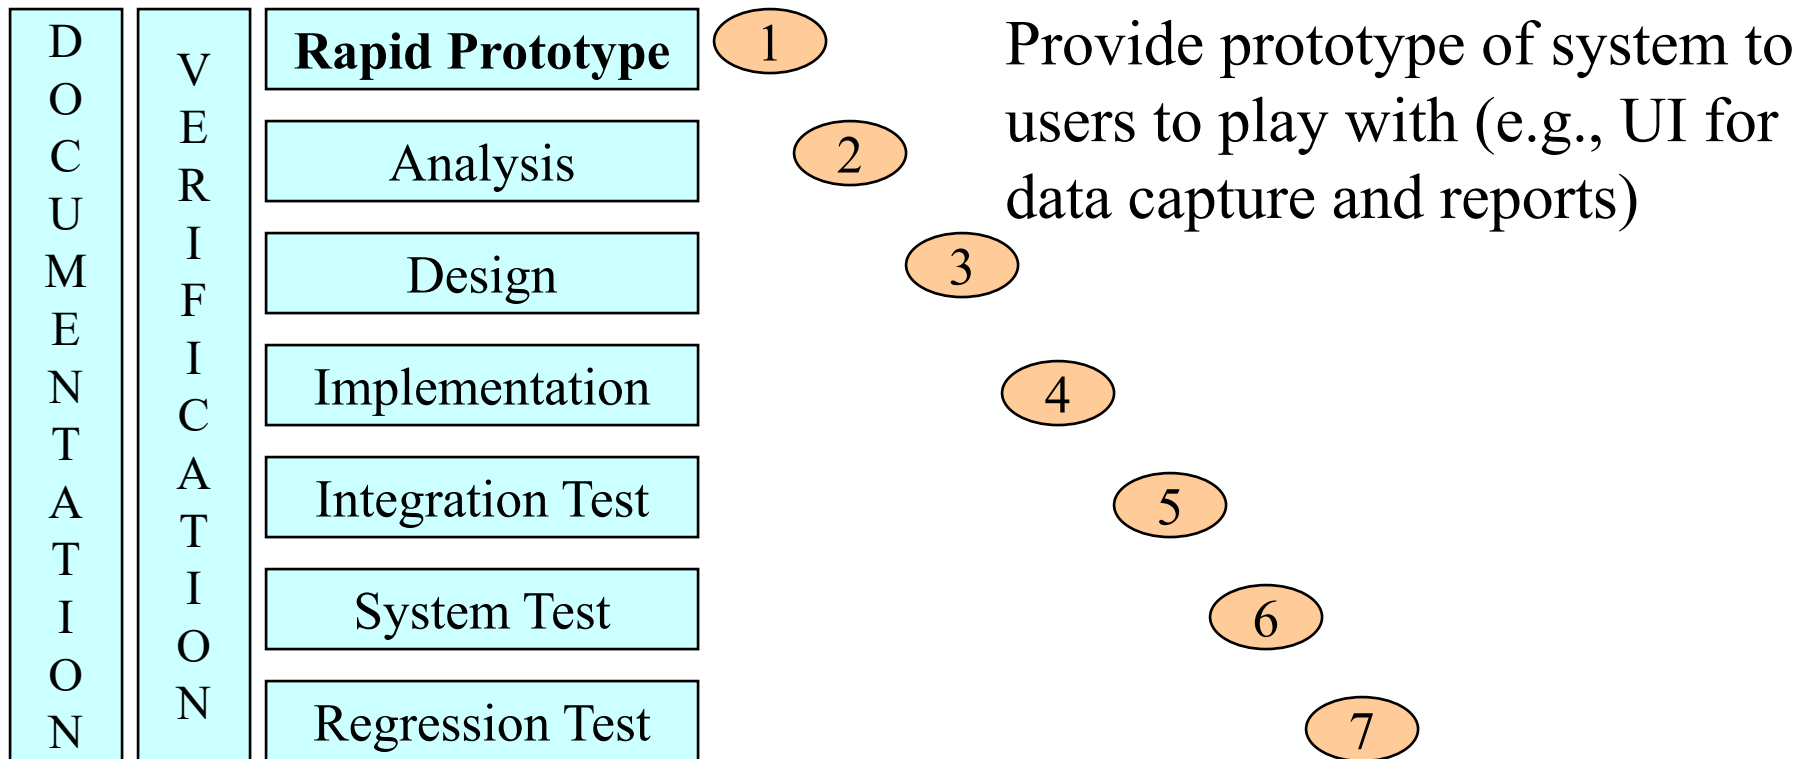 DOCUMENTATION
VERIFICATION
Rapid Prototype
1
Provide prototype of system to
users to play with (e.g., UI for
data capture and reports)
Analysis
2
Design
3
Implementation
4
Integration Test
5
System Test
6
Regression Test
7